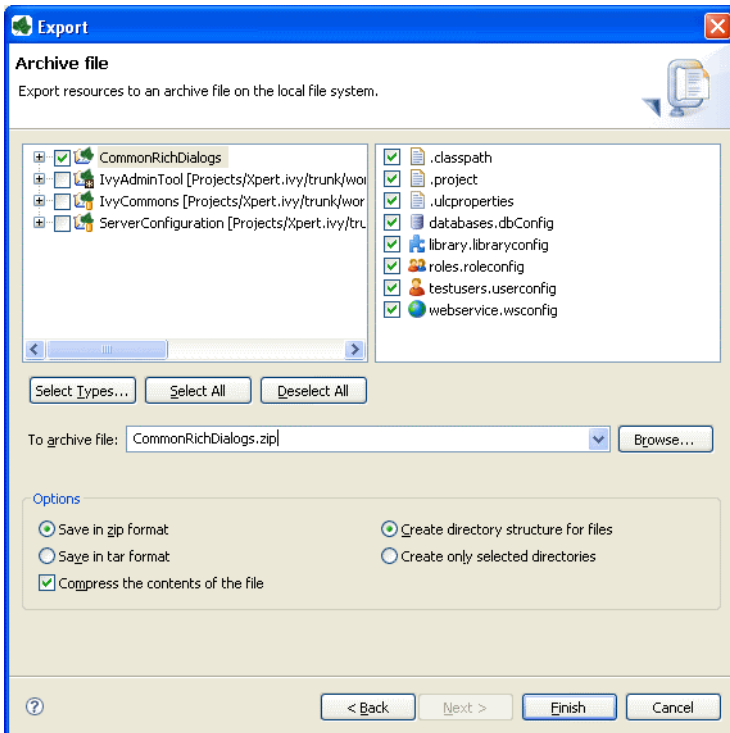 Export
Archive file
Export resources to an archive file on the local file system.
CommonRichDialogs
IvyAdminTool [Projects/Xpert.ivy/trunk/wor
IvyCommons [Projects/Xpert.ivy/trunk/wor
ServerConfiguration [Projects/Xpert.ivy/tru
.classpath
.project
.ulcproperties
databases.dbConfig
library.libraryconfig
roles.roleconfig
testusers.userconfig
webservice.wsconfig
Select Types... Select All Deselect All
To archive file: CommonRichDialogs.zip Browse...
Options
Save in zip format Create directory structure for files
Save in tar format Create only selected directories
Compress the contents of the file
? < Back Next > Finish Cancel